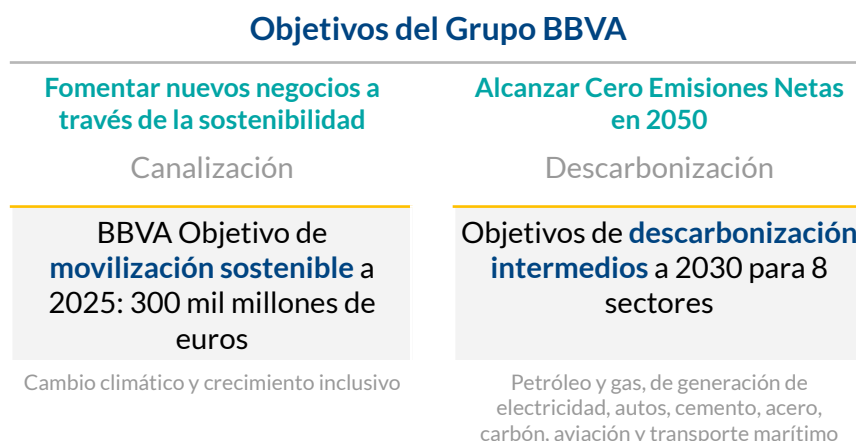 Objetivos del Grupo BBVA
Fomentar nuevos negocios a
través de la sostenibilidad
Canalización
BBVA Objetivo de
movilización sostenible a
2025: 300 mil millones de
euros
Cambio climático y crecimiento inclusivo
Alcanzar Cero Emisiones Netas
en 2050
Descarbonización
Objetivos de descarbonización
intermedios a 2030 para 8
sectores
Petróleo y gas, de generación de
electricidad, autos, cemento, acero,
carbón, aviación y transporte marítimo